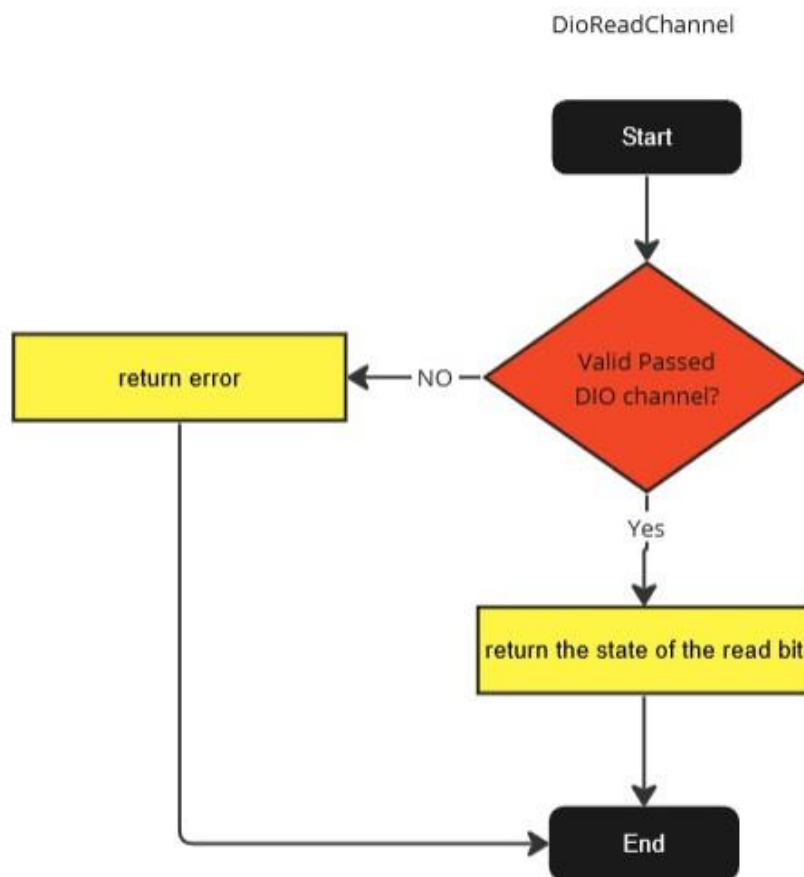 DioReadChannel
Start
Valid Passed
DIO channel?
NO
return error
Yes
return the state of the read bit
End